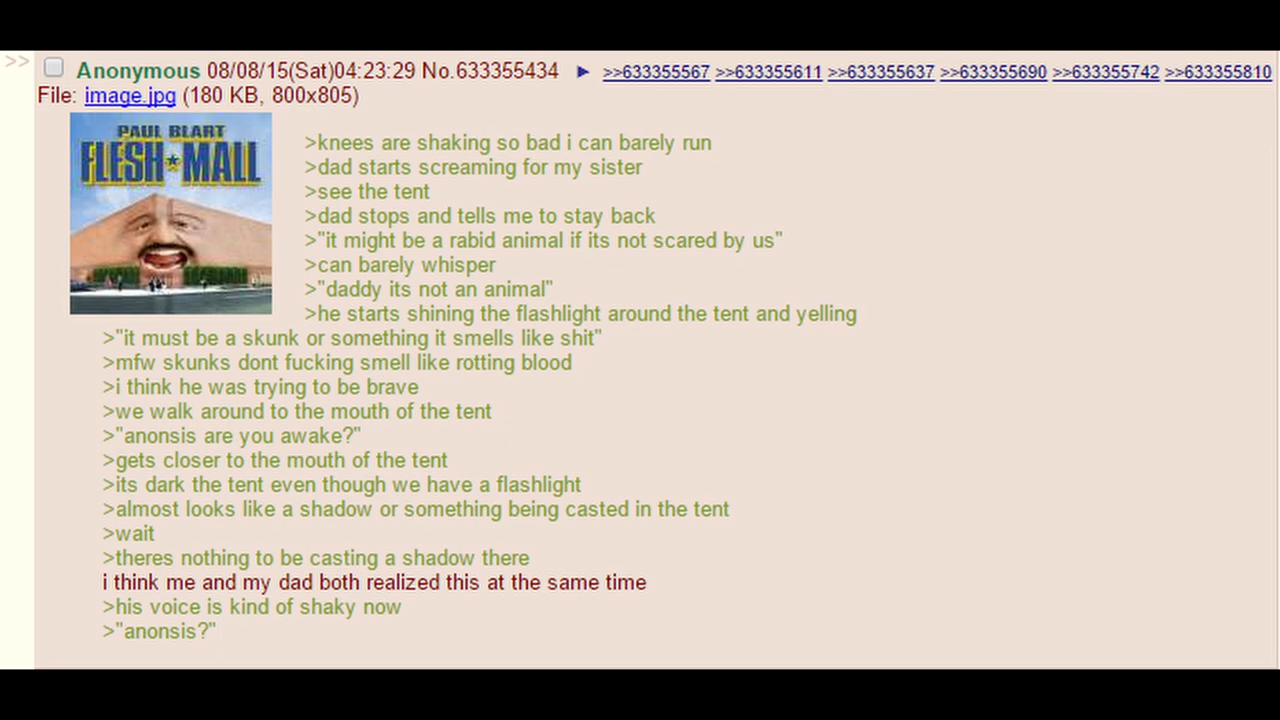 >>
Anonymous 08/08/15(Sat)04:23:29 No.633355434 ► >>633355567 >>633355611 >>633355637 >>633355690 >>633355742 >>633355810
File: image.jpg (180 KB, 800x805)
PAUL BLART
FLESH★MALL
>knees are shaking so bad i can barely run
>dad starts screaming for my sister
>see the tent
>dad stops and tells me to stay back
>"it might be a rabid animal if its not scared by us"
>can barely whisper
>"daddy its not an animal"
>he starts shining the flashlight around the tent and yelling
>"it must be a skunk or something it smells like shit"
>mfw skunks dont fucking smell like rotting blood
>i think he was trying to be brave
>we walk around to the mouth of the tent
>"anonsis are you awake?"
>gets closer to the mouth of the tent
>its dark the tent even though we have a flashlight
>almost looks like a shadow or something being casted in the tent
>wait
>theres nothing to be casting a shadow there
i think me and my dad both realized this at the same time
>his voice is kind of shaky now
>"anonsis?"